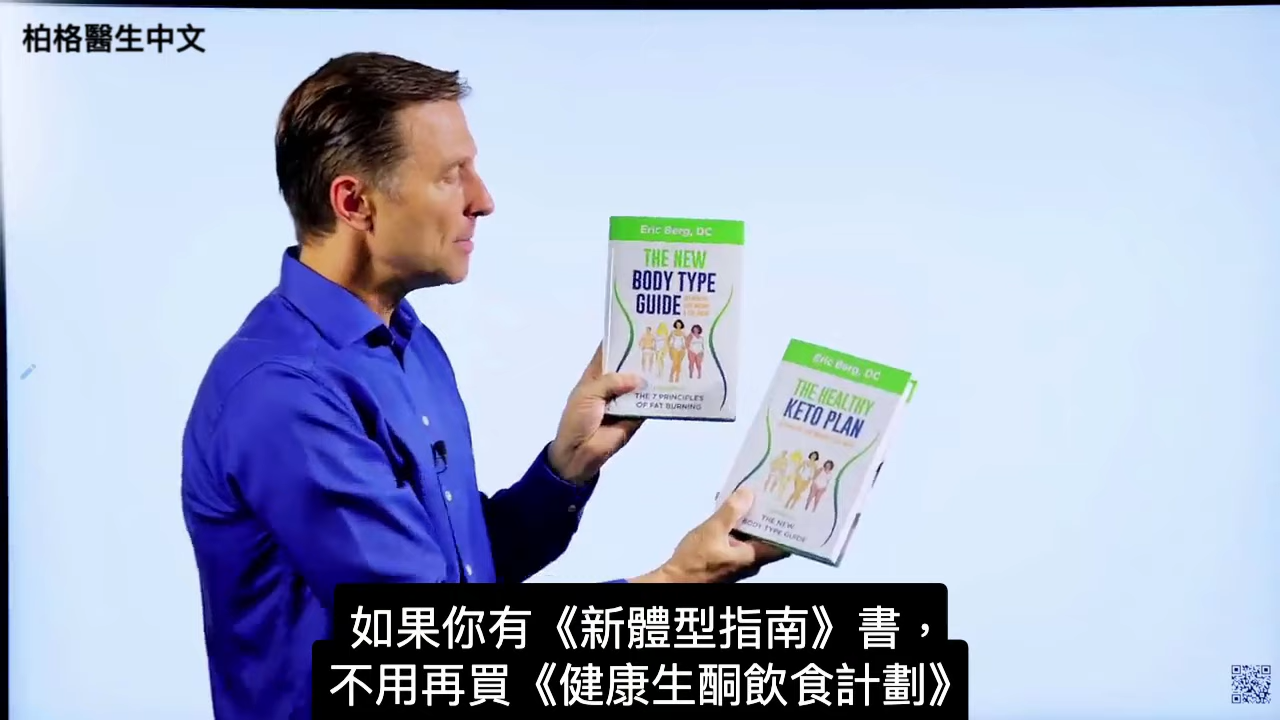 柏格醫生中文
Eric Berg, DC
THE NEW
BODY TYPE
GUIDE
THE 7 PRINCIPLES
OF FAT BURNING
Eric Berg, DC
THE HEALTHY
KETO PLAN
THE NEW
BODY TYPE GUIDE
如果你有《新體型指南》書，
不用再買《健康生酮飲食計劃》